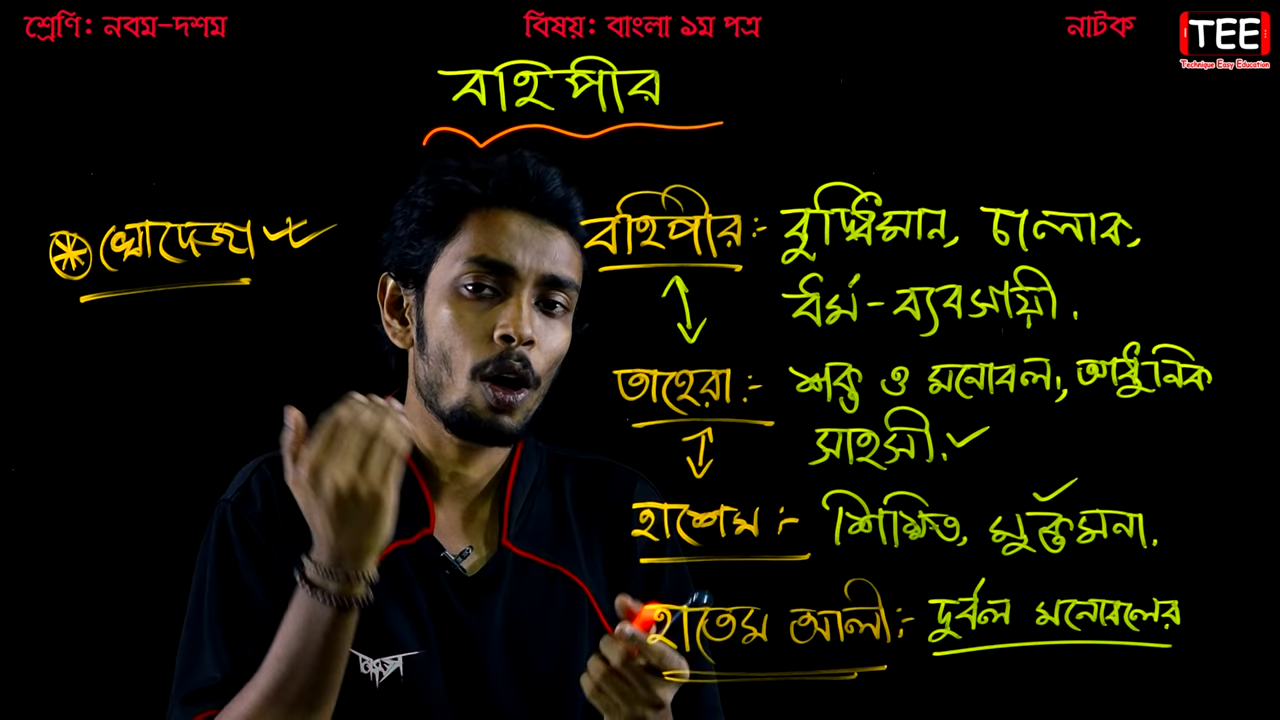 শ্রেণি: নবম-দশম
বিষয়: বাংলা ১ম পত্র
নাটক
TEE
Technique Easy Education
বহিপীর
খোদেজা
বহিপীর :- বুদ্ধিমান, চালাক,
ধর্ম-ব্যবসায়ী.
তাহেরা :- শক্ত ও মনোবল, আধুনিক
সাহসী.
হাশেম :- শিক্ষিত, মুক্তমনা.
হাতেম আলী :- দুর্বল মনোবলের